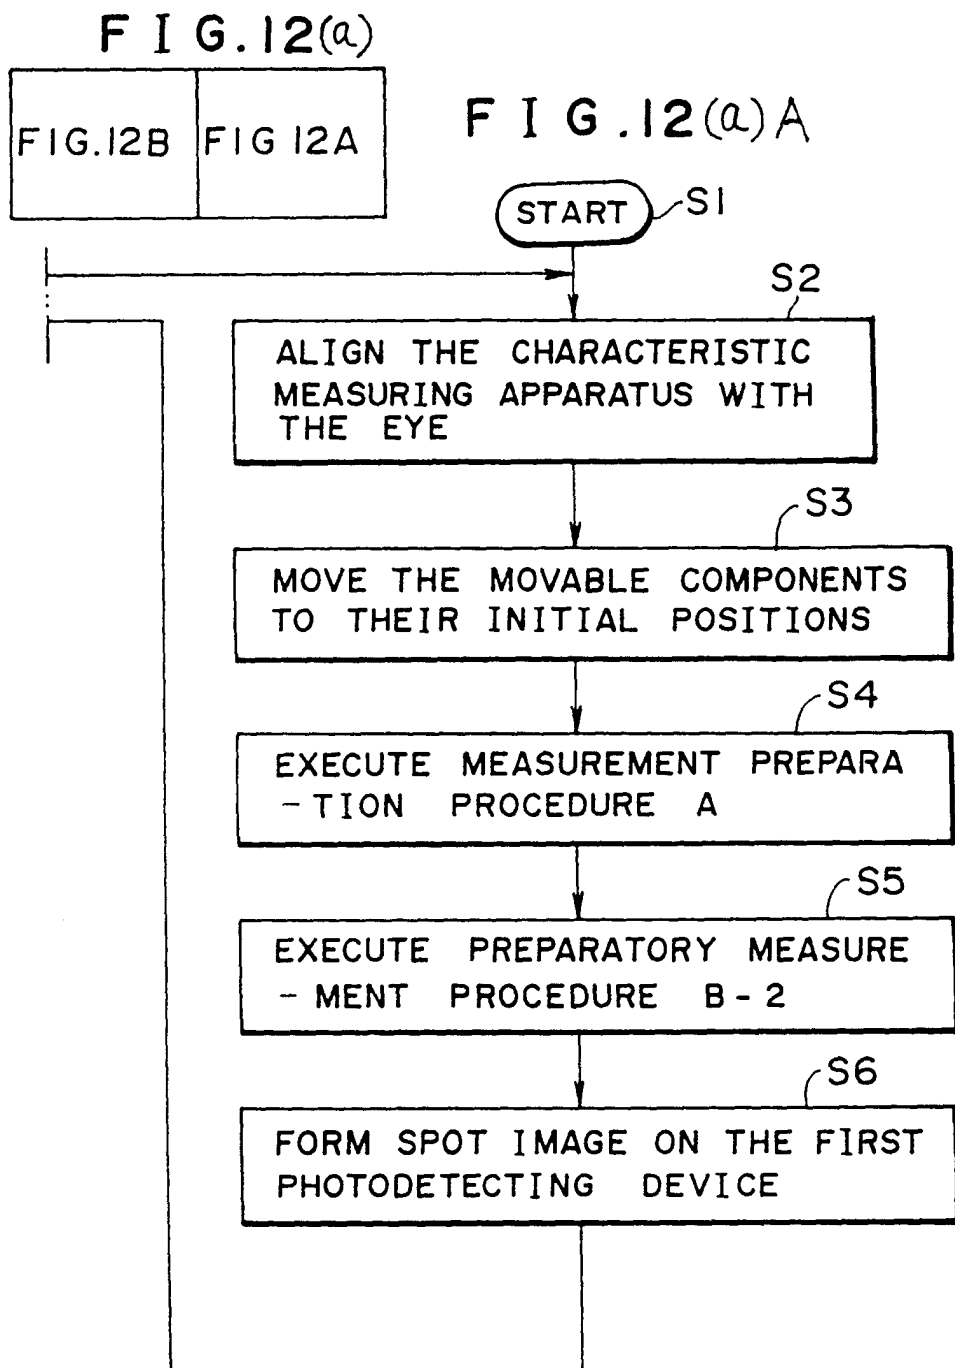 FIG.12(a)
FIG.12B
FIG 12A
FIG.12(a)A
START
S1
S2
ALIGN THE CHARACTERISTIC
MEASURING APPARATUS WITH
THE EYE
S3
MOVE THE MOVABLE COMPONENTS
TO THEIR INITIAL POSITIONS
S4
EXECUTE MEASUREMENT PREPARA
-TION PROCEDURE A
S5
EXECUTE PREPARATORY MEASURE
-MENT PROCEDURE B-2
S6
FORM SPOT IMAGE ON THE FIRST
PHOTODETECTING DEVICE